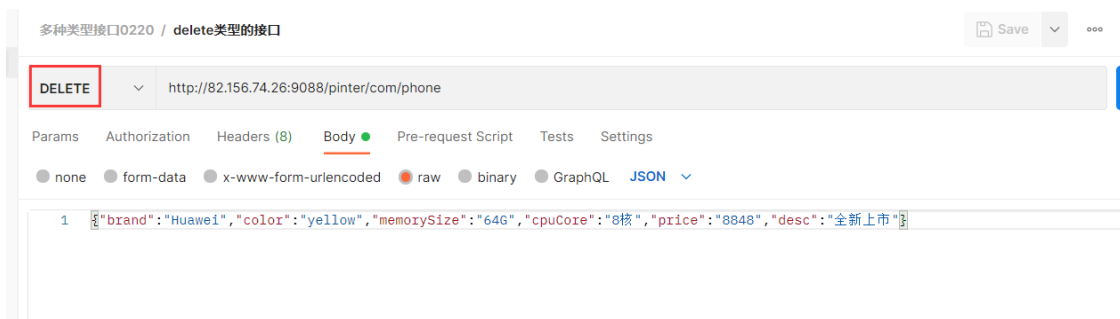 多种类型接口0220 / delete类型的接口
Save
DELETE
http://82.156.74.26:9088/pinter/com/phone
Params Authorization Headers (8) Body Pre-request Script Tests Settings
none form-data x-www-form-urlencoded raw binary GraphQL JSON
1 {"brand":"Huawei","color":"yellow","memorySize":"64G","cpuCore":"8核","price":"8848","desc":"全新上市"}